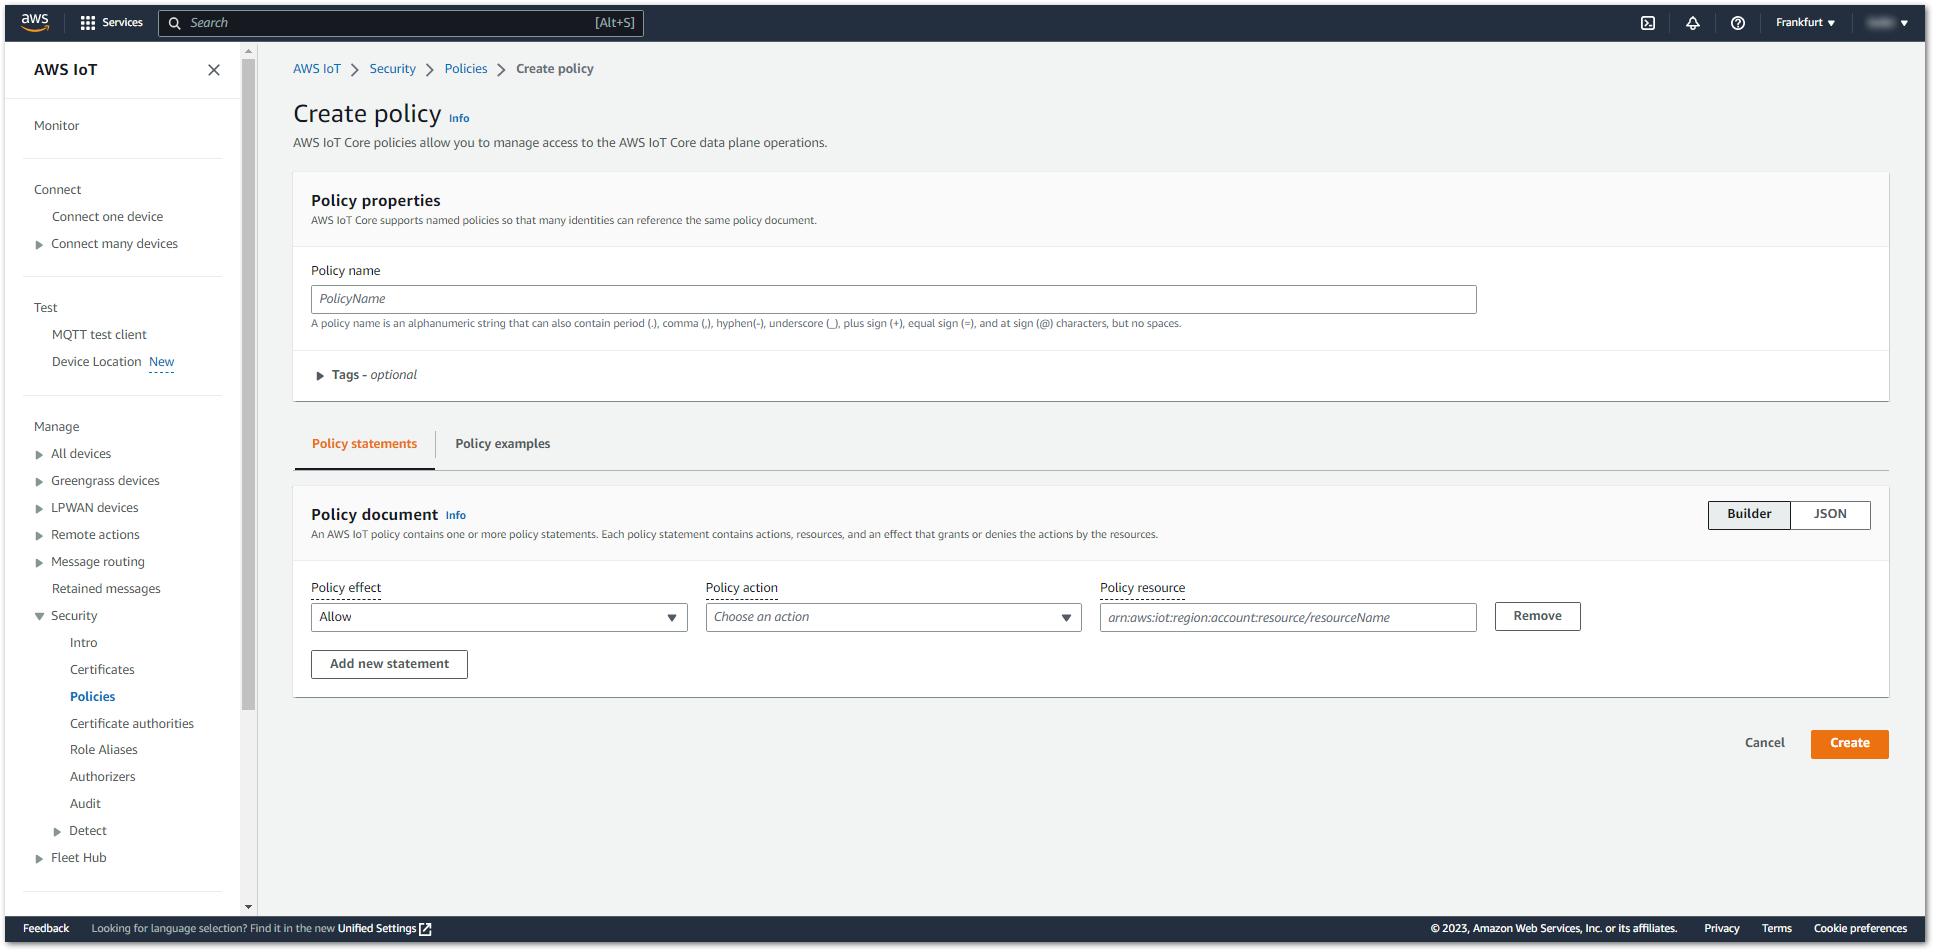 aws
Services
Search
[Alt+S]
Frankfurt
AWS IoT
Monitor
Connect
Connect one device
Connect many devices
Test
MQTT test client
Device Location New
Manage
All devices
Greengrass devices
LPWAN devices
Remote actions
Message routing
Retained messages
Security
Intro
Certificates
Policies
Certificate authorities
Role Aliases
Authorizers
Audit
Detect
Fleet Hub
AWS IoT > Security > Policies > Create policy
Create policy Info
AWS IoT Core policies allow you to manage access to the AWS IoT Core data plane operations.
Policy properties
AWS IoT Core supports named policies so that many identities can reference the same policy document.
Policy name
PolicyName
A policy name is an alphanumeric string that can also contain period (.), comma (,), hyphen(-), underscore (_), plus sign (+), equal sign (=), and at sign (@) characters, but no spaces.
Tags - optional
Policy statements
Policy examples
Policy document Info
An AWS IoT policy contains one or more policy statements. Each policy statement contains actions, resources, and an effect that grants or denies the actions by the resources.
Builder
JSON
Policy effect
Policy action
Policy resource
Allow
Choose an action
arn:aws:iot:region:account:resource/resourceName
Remove
Add new statement
Cancel
Create
Feedback
Looking for language selection? Find it in the new Unified Settings
© 2023, Amazon Web Services, Inc. or its affiliates.
Privacy
Terms
Cookie preferences